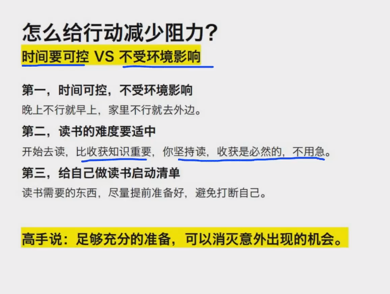 怎么给行动减少阻力？
时间要可控 VS 不受环境影响
第一，时间可控，不受环境影响
晚上不行就早上，家里不行就去外边。
第二，读书的难度要适中
开始去读，比收获知识重要，你坚持读，收获是必然的，不用急。
第三，给自己做读书启动清单
读书需要的东西，尽量提前准备好，避免打断自己。
高手说：足够充分的准备，可以消灭意外出现的机会。